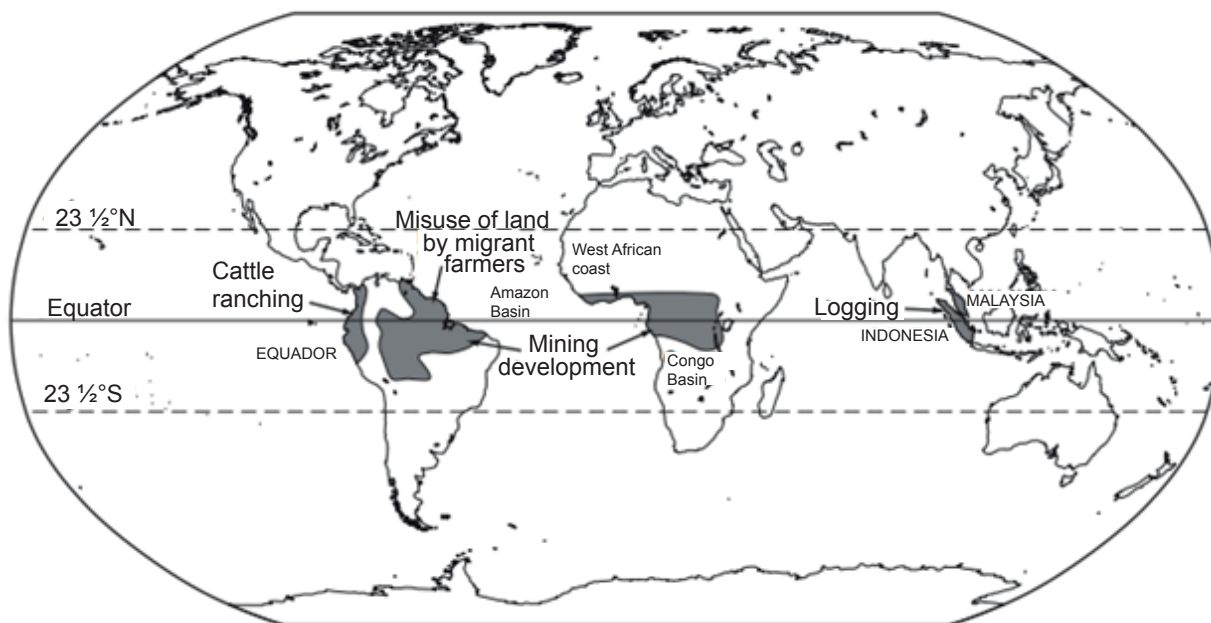 23 ½°N
Misuse of land
by migrant
farmers
West African
coast
Cattle
ranching
Amazon
Basin
Equator
Logging
MALAYSIA
INDONESIA
EQUADOR
Mining
development
Congo
Basin
23 ½°S